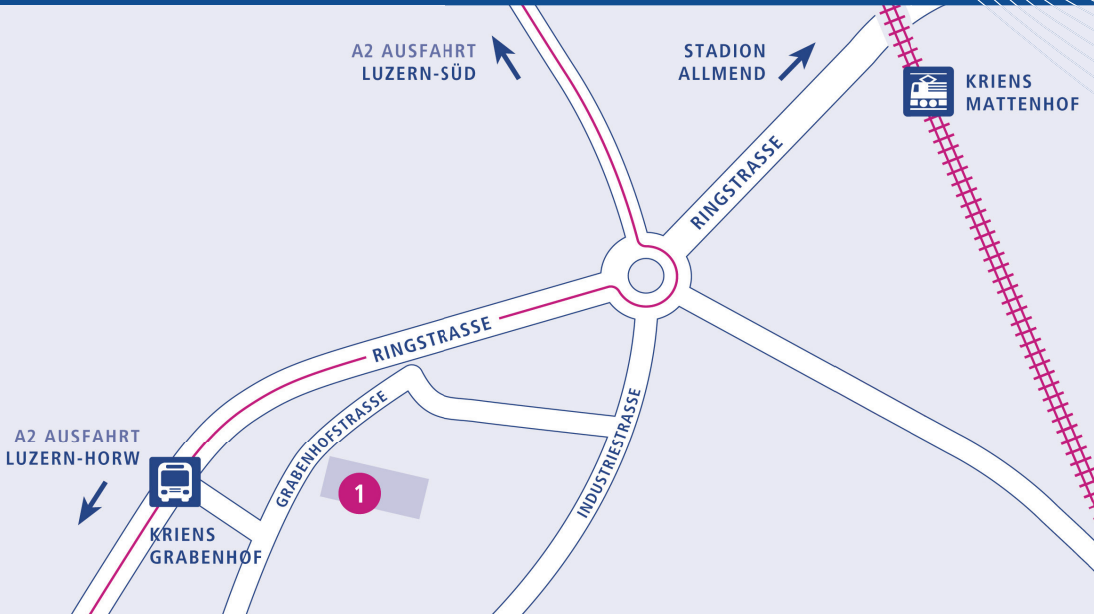 A2 AUSFAHRT
LUZERN-SÜD
STADION
ALLMEND
KRIENS
MATTENHOF
RINGSTRASSE
RINGSTRASSE
GRABENHOFSTRASSE
INDUSTRIESTRASSE
A2 AUSFAHRT
LUZERN-HORW
1
KRIENS
GRABENHOF